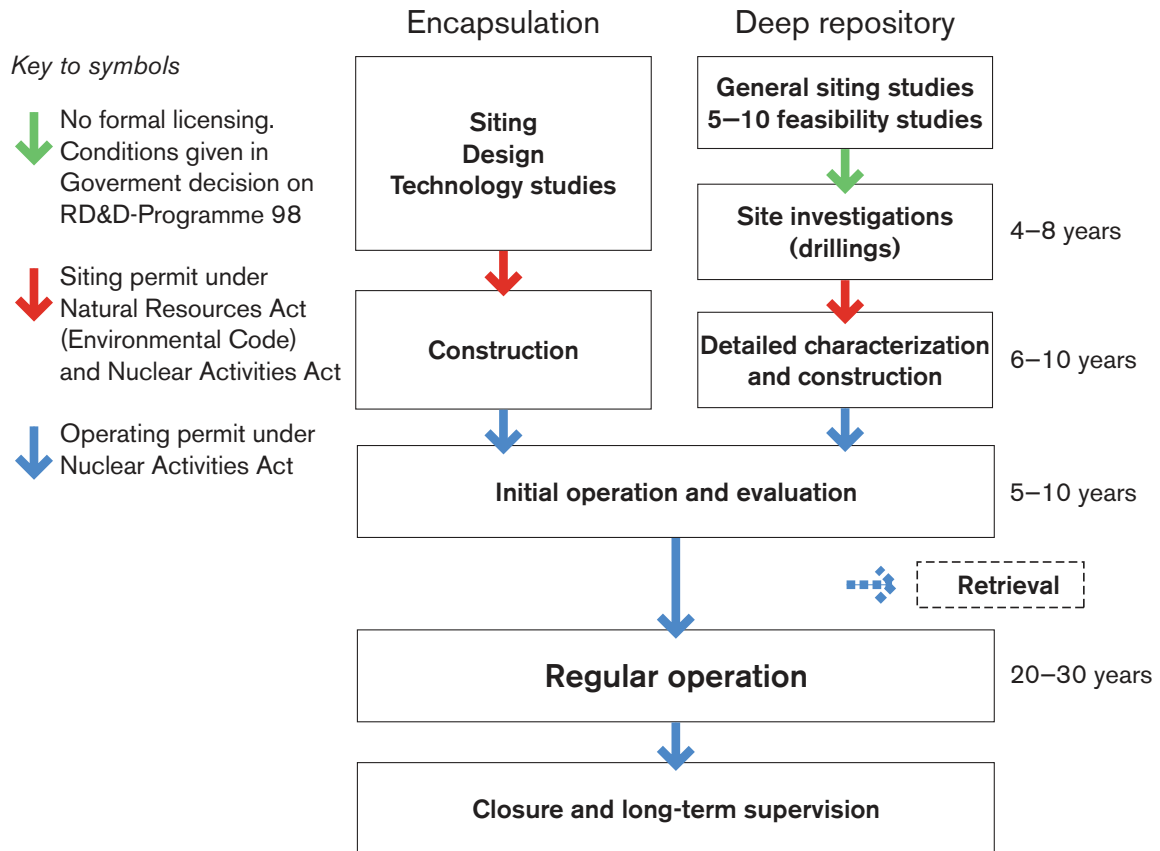 Encapsulation
Deep repository
Key to symbols
No formal licensing.
Conditions given in
Goverment decision on
RD&D-Programme 98
Siting permit under
Natural Resources Act
(Environmental Code)
and Nuclear Activities Act
Operating permit under
Nuclear Activities Act
Siting
Design
Technology studies
General siting studies
5–10 feasibility studies
Site investigations
(drillings)
4–8 years
Construction
Detailed characterization
and construction
6–10 years
Initial operation and evaluation
5–10 years
Retrieval
Regular operation
20–30 years
Closure and long-term supervision